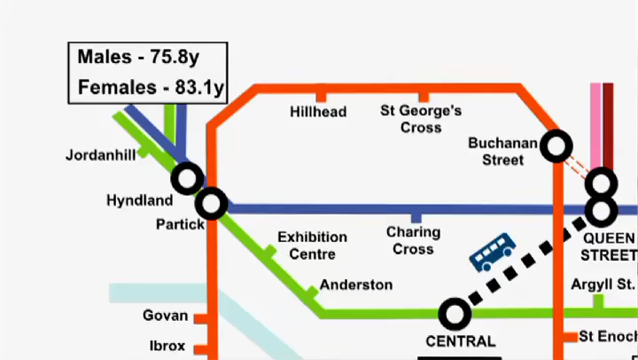 Males - 75.8y
Females - 83.1y
Hillhead
St George's
Cross
Buchanan
Street
Jordanhill
Hyndland
Partick
Charing
Cross
QUEEN
STREET
Exhibition
Centre
Anderston
Argyll St.
Govan
CENTRAL
St Enoch
Ibrox